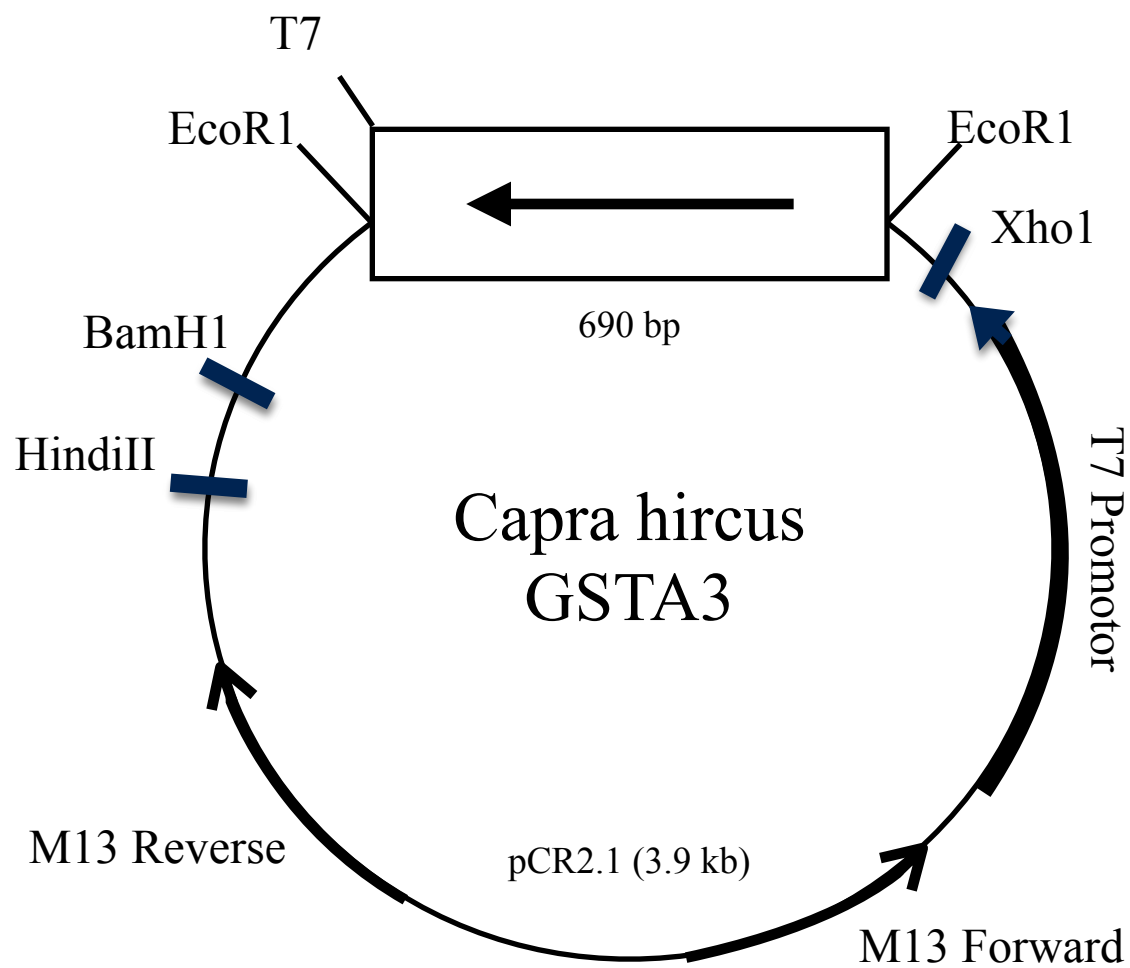 T7
EcoR1
EcoR1
Xho1
690 bp
BamH1
HindiII
T7 Promotor
Capra hircus
GSTA3
M13 Reverse
pCR2.1 (3.9 kb)
M13 Forward